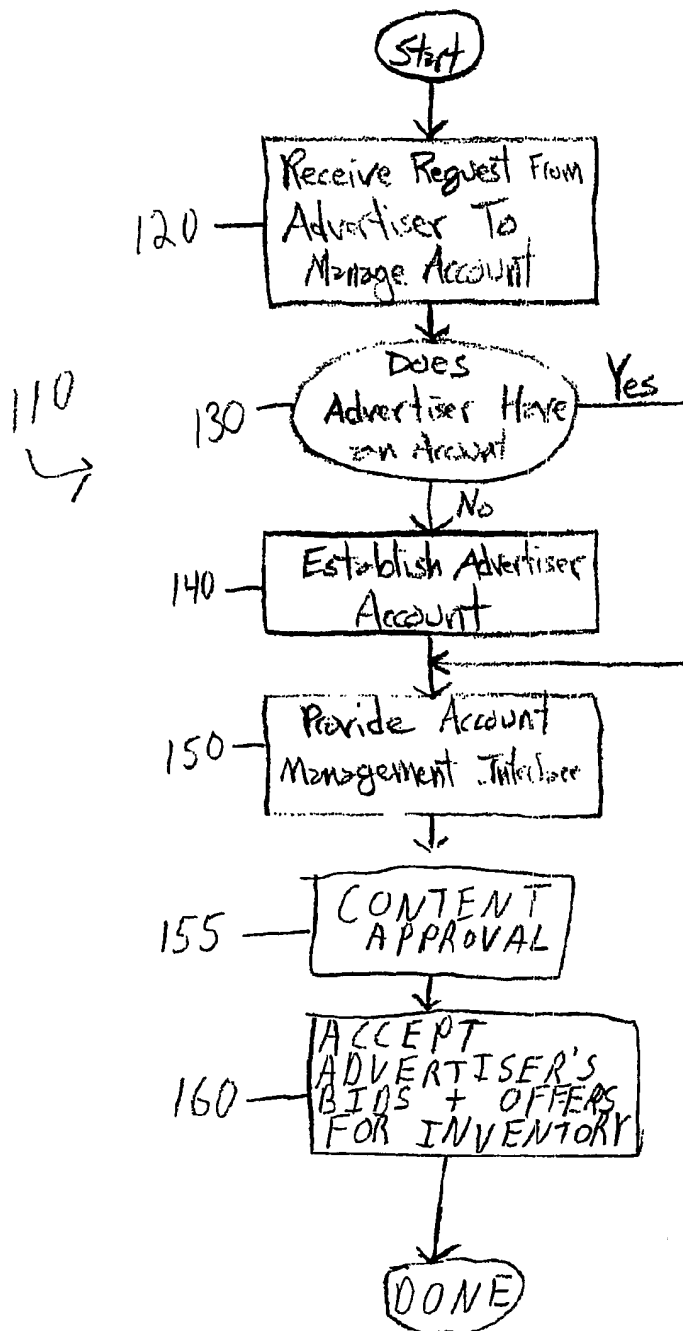 Start
Receive Request From
120
Advertiser To
Manage Account
Does
Yes
110
130
Advertiser Have
an Account
No
Establish Advertiser
140
Account
Provide Account
150
Management Interface
CONTENT
155
APPROVAL
ACCEPT
ADVERTISER'S
160
BIDS + OFFERS
FOR INVENTORY
DONE